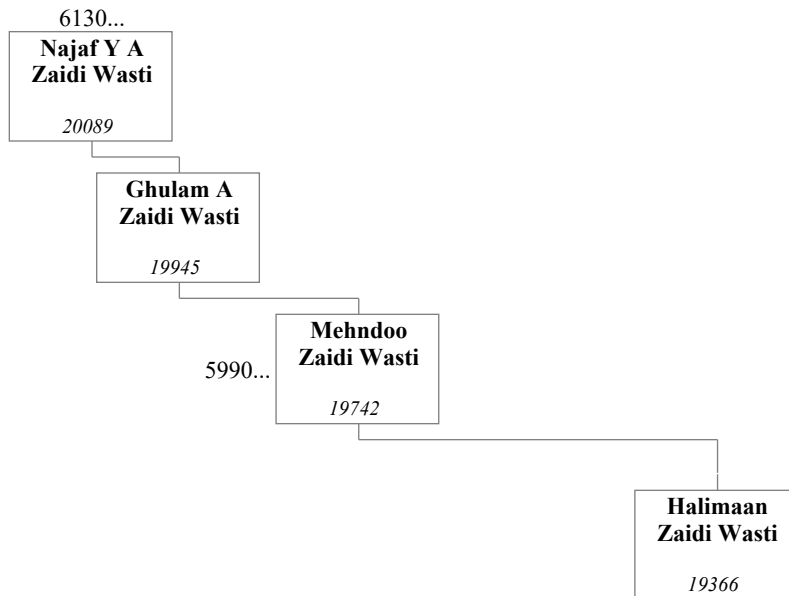 6130...
Najaf Y A
Zaidi Wasti
20089
Ghulam A
Zaidi Wasti
19945
Mehndoo
Zaidi Wasti
5990...
19742
Halimaan
Zaidi Wasti
19366